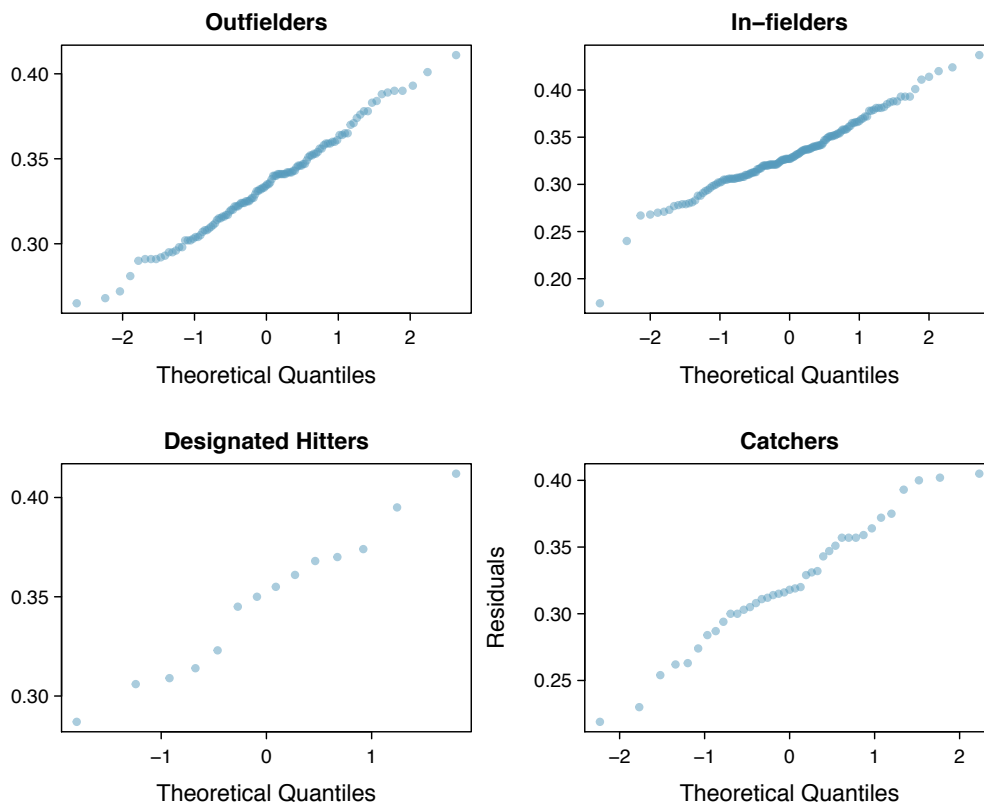 Outfielders
0.40
0.35
0.30
−2 −1 0 1 2
Theoretical Quantiles
In−fielders
0.40
0.35
0.30
0.25
0.20
−2 −1 0 1 2
Theoretical Quantiles
Designated Hitters
0.40
0.35
0.30
−1 0 1
Theoretical Quantiles
Catchers
Residuals
0.40
0.35
0.30
0.25
−2 −1 0 1 2
Theoretical Quantiles